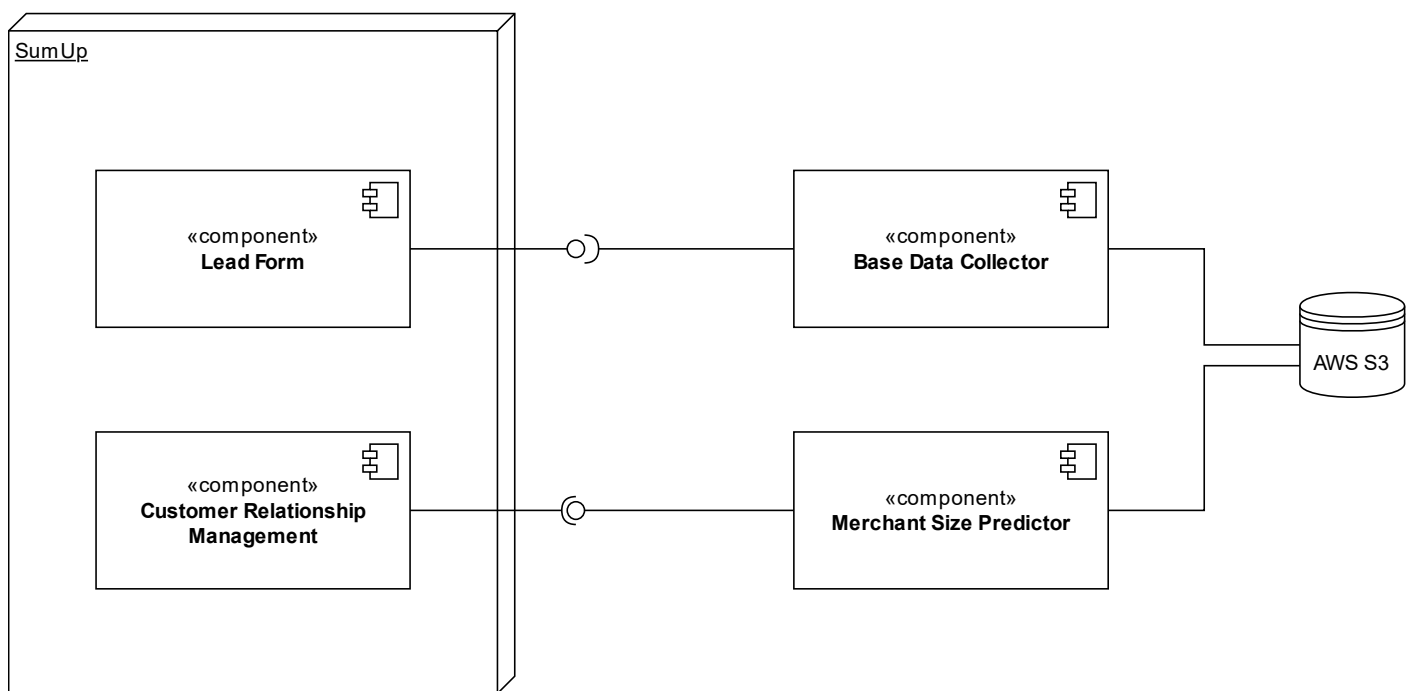 SumUp
«component»
Lead Form
«component»
Base Data Collector
AWS S3
«component»
Customer Relationship
Management
«component»
Merchant Size Predictor